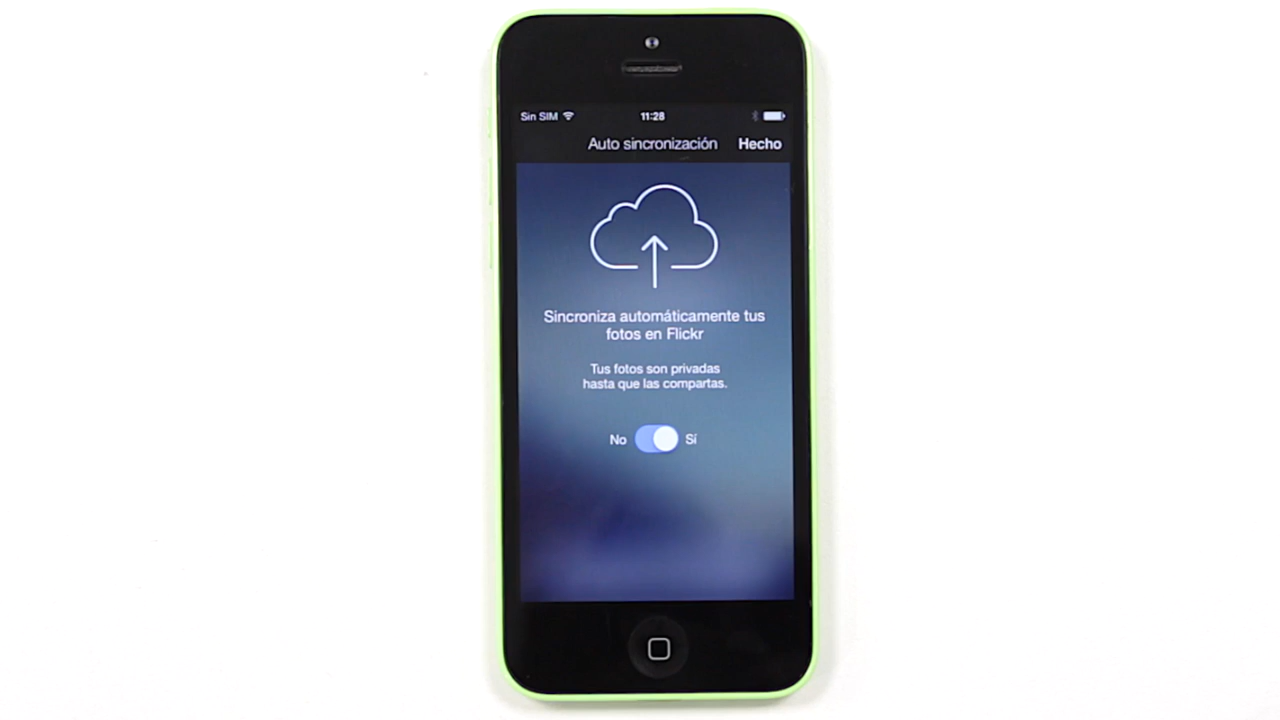 Sin SIM 11:28
Auto sincronización Hecho
Sincroniza automáticamente tus
fotos en Flickr
Tus fotos son privadas
hasta que las compartas.
No Sí